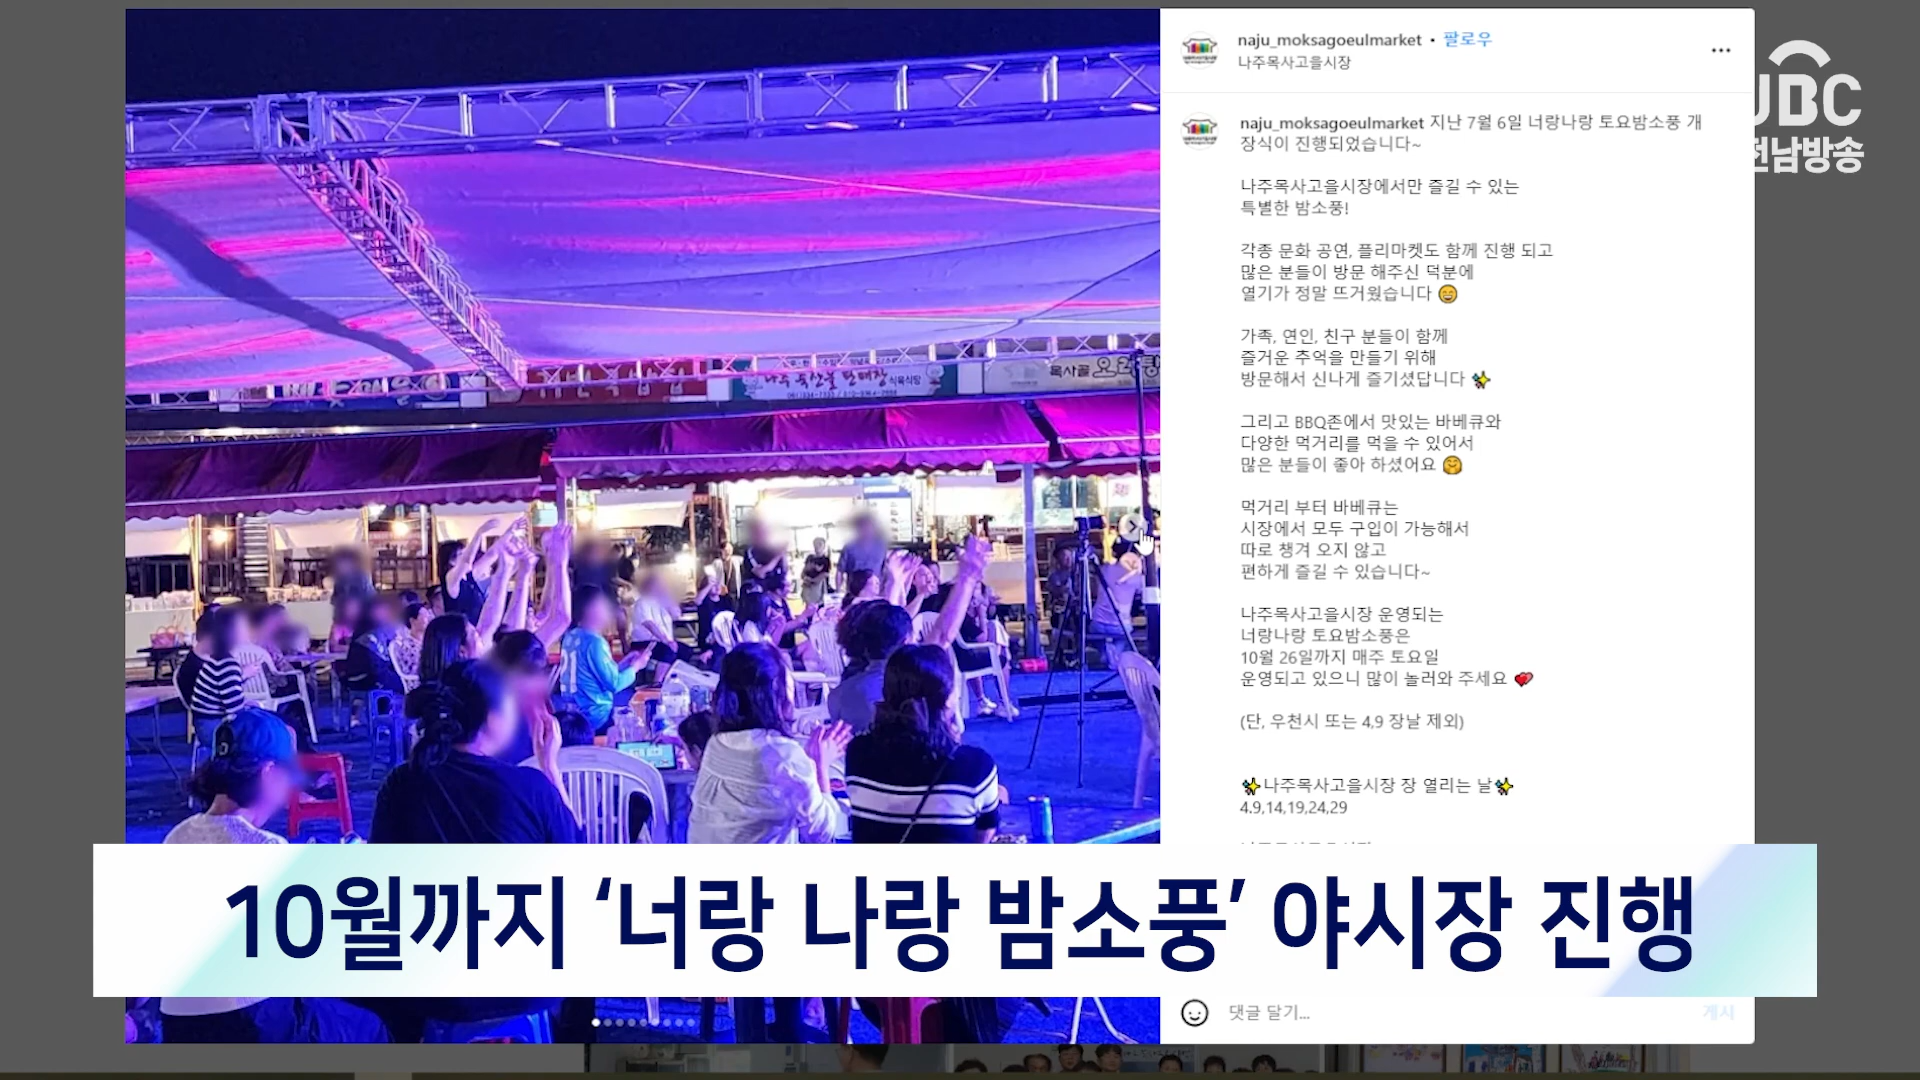 naju_moksagoeulmarket • 팔로우
나주목사고을시장
JBC
전남방송
naju_moksagoeulmarket 지난 7월 6일 너랑나랑 토요밤소풍 개
장식이 진행되었습니다~
나주목사고을시장에서만 즐길 수 있는
특별한 밤소풍!
각종 문화 공연, 플리마켓도 함께 진행 되고
많은 분들이 방문 해주신 덕분에
열기가 정말 뜨거웠습니다 😄
가족, 연인, 친구 분들이 함께
즐거운 추억을 만들기 위해
방문해서 신나게 즐기셨답니다 ✨
그리고 BBQ존에서 맛있는 바베큐와
다양한 먹거리를 먹을 수 있어서
많은 분들이 좋아 하셨어요 🤗
먹거리 부터 바베큐는
시장에서 모두 구입이 가능해서
따로 챙겨 오지 않고
편하게 즐길 수 있습니다~
나주목사고을시장 운영되는
너랑나랑 토요밤소풍은
10월 26일까지 매주 토요일
운영되고 있으니 많이 놀러와 주세요 💕
(단, 우천시 또는 4,9 장날 제외)
✨나주목사고을시장 장 열리는 날✨
4.9,14,19,24,29
식육식당
목사골
10월까지 ‘너랑 나랑 밤소풍’ 야시장 진행
댓글 달기...
게시